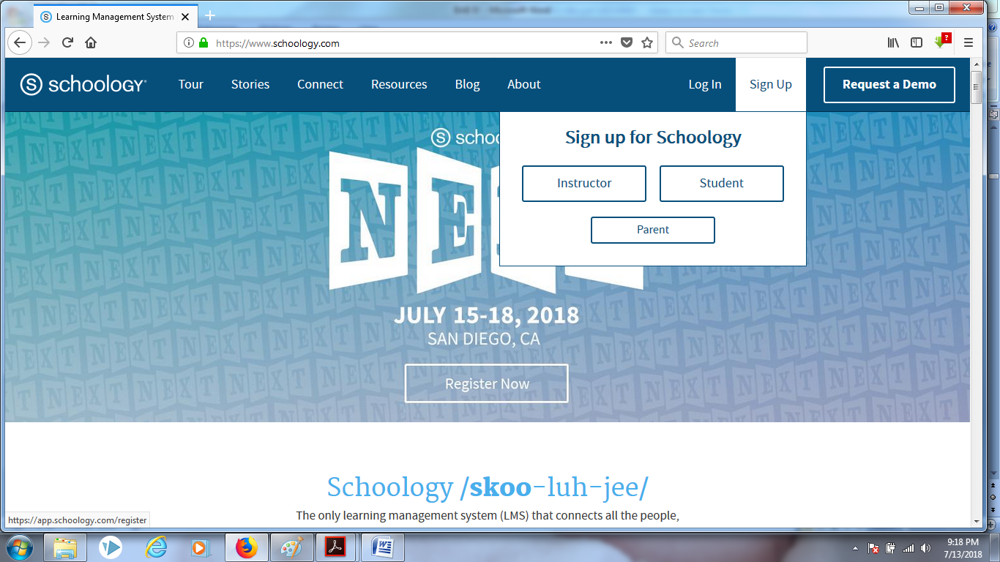 Learning Management System
https://www.schoology.com
Search
schoology
Tour
Stories
Connect
Resources
Blog
About
Log In
Sign Up
Request a Demo
Sign up for Schoology
Instructor
Student
Parent
NE
JULY 15-18, 2018
SAN DIEGO, CA
Register Now
Schoology /skoo-luh-jee/
The only learning management system (LMS) that connects all the people,
https://app.schoology.com/register
9:18 PM
7/13/2018